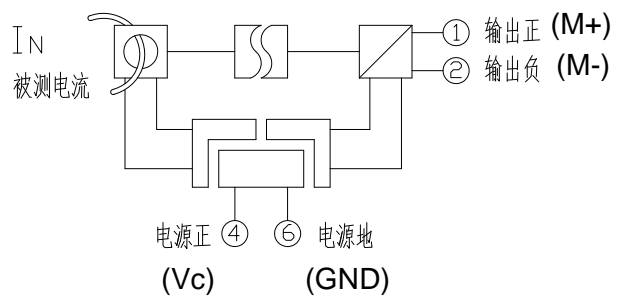 IN
被测电流
① 输出正 (M+)
② 输出负 (M-)
电源正 ④ ⑥ 电源地
(Vc) (GND)